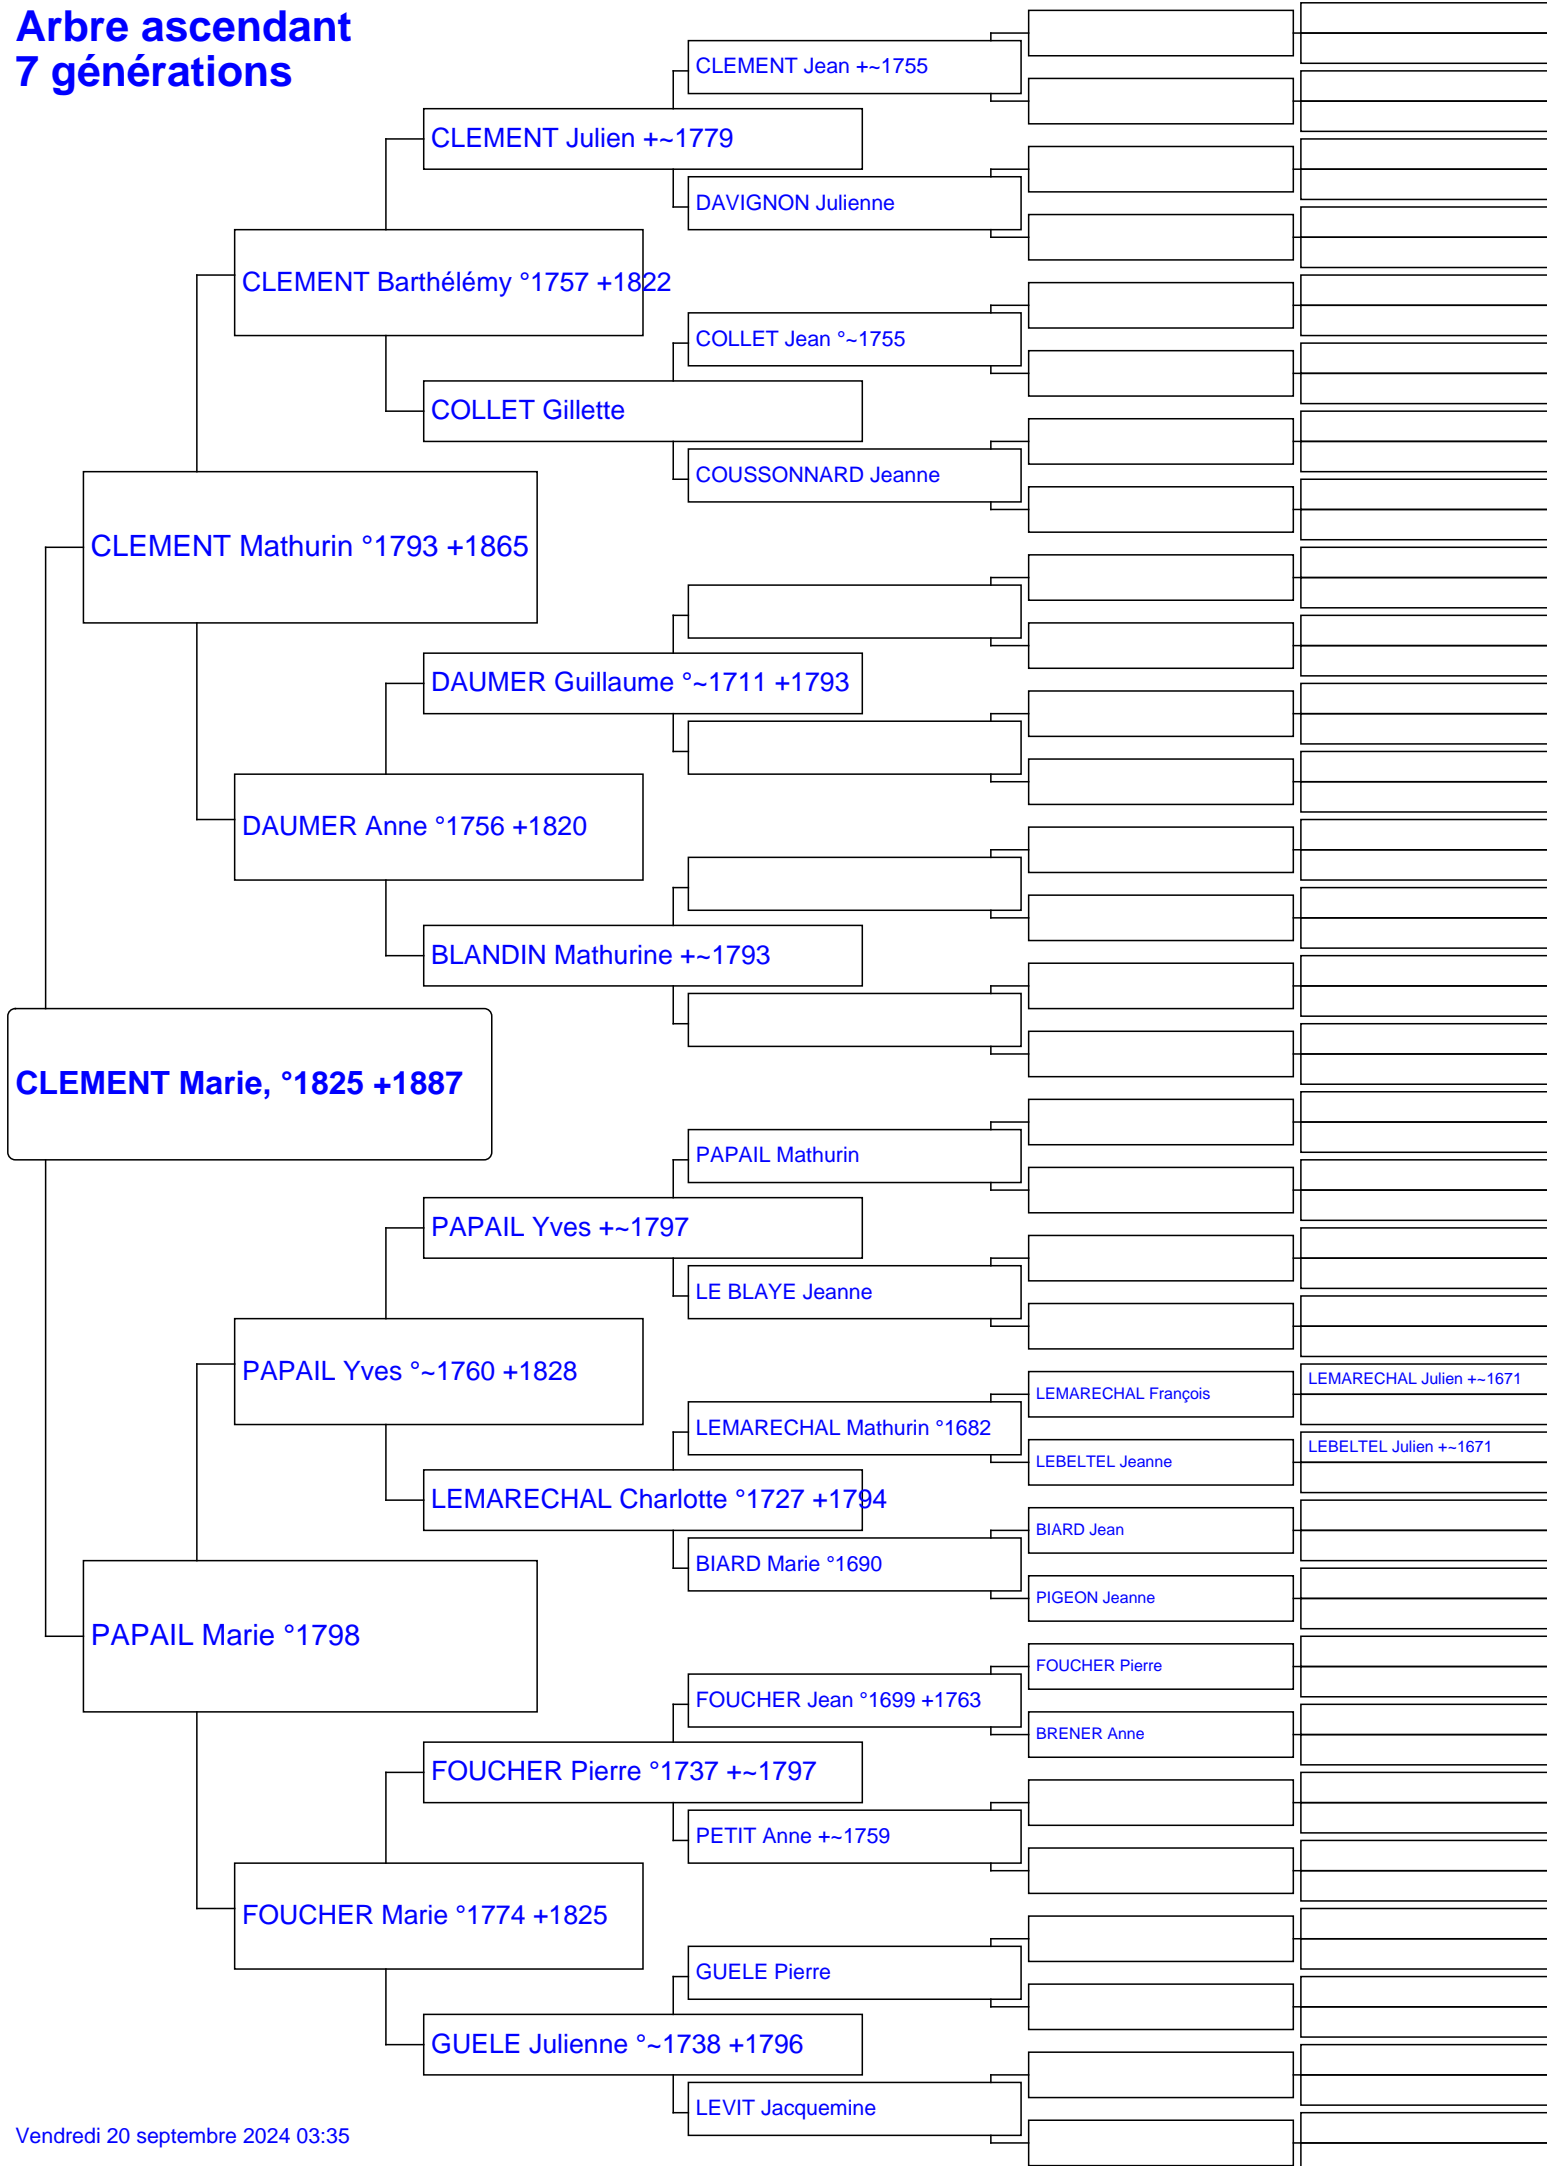 Arbre ascendant
7 générations
CLEMENT Jean +~1755
CLEMENT Julien +~1779
DAVIGNON Julienne
CLEMENT Barthélémy °1757 +1822
COLLET Jean °~1755
COLLET Gillette
COUSSONNARD Jeanne
CLEMENT Mathurin °1793 +1865
DAUMER Guillaume °~1711 +1793
DAUMER Anne °1756 +1820
BLANDIN Mathurine +~1793
CLEMENT Marie, °1825 +1887
PAPAIL Mathurin
PAPAIL Yves +~1797
LE BLAYE Jeanne
PAPAIL Yves °~1760 +1828
LEMARECHAL Julien +~1671
LEMARECHAL François
LEMARECHAL Mathurin °1682
LEBELTEL Julien +~1671
LEBELTEL Jeanne
LEMARECHAL Charlotte °1727 +1794
BIARD Jean
BIARD Marie °1690
PIGEON Jeanne
PAPAIL Marie °1798
FOUCHER Pierre
FOUCHER Jean °1699 +1763
BRENER Anne
FOUCHER Pierre °1737 +~1797
PETIT Anne +~1759
FOUCHER Marie °1774 +1825
GUELE Pierre
GUELE Julienne °~1738 +1796
LEVIT Jacquemine
Vendredi 20 septembre 2024 03:35